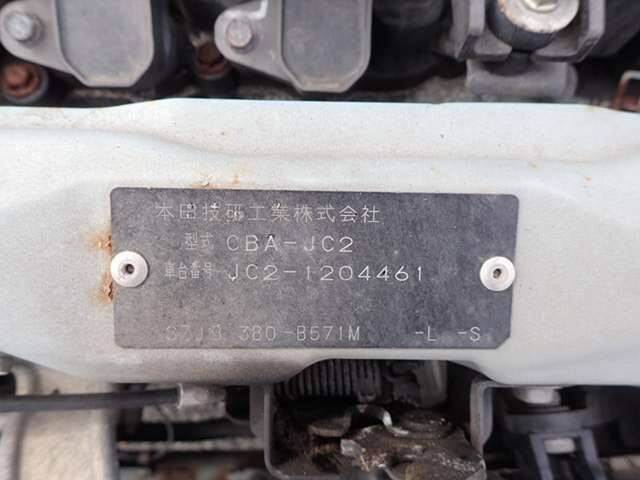 本田技研工業株式会社
型式 CBA-JC2
車台番号 JC2-1204461
3B0-B571M -L -S